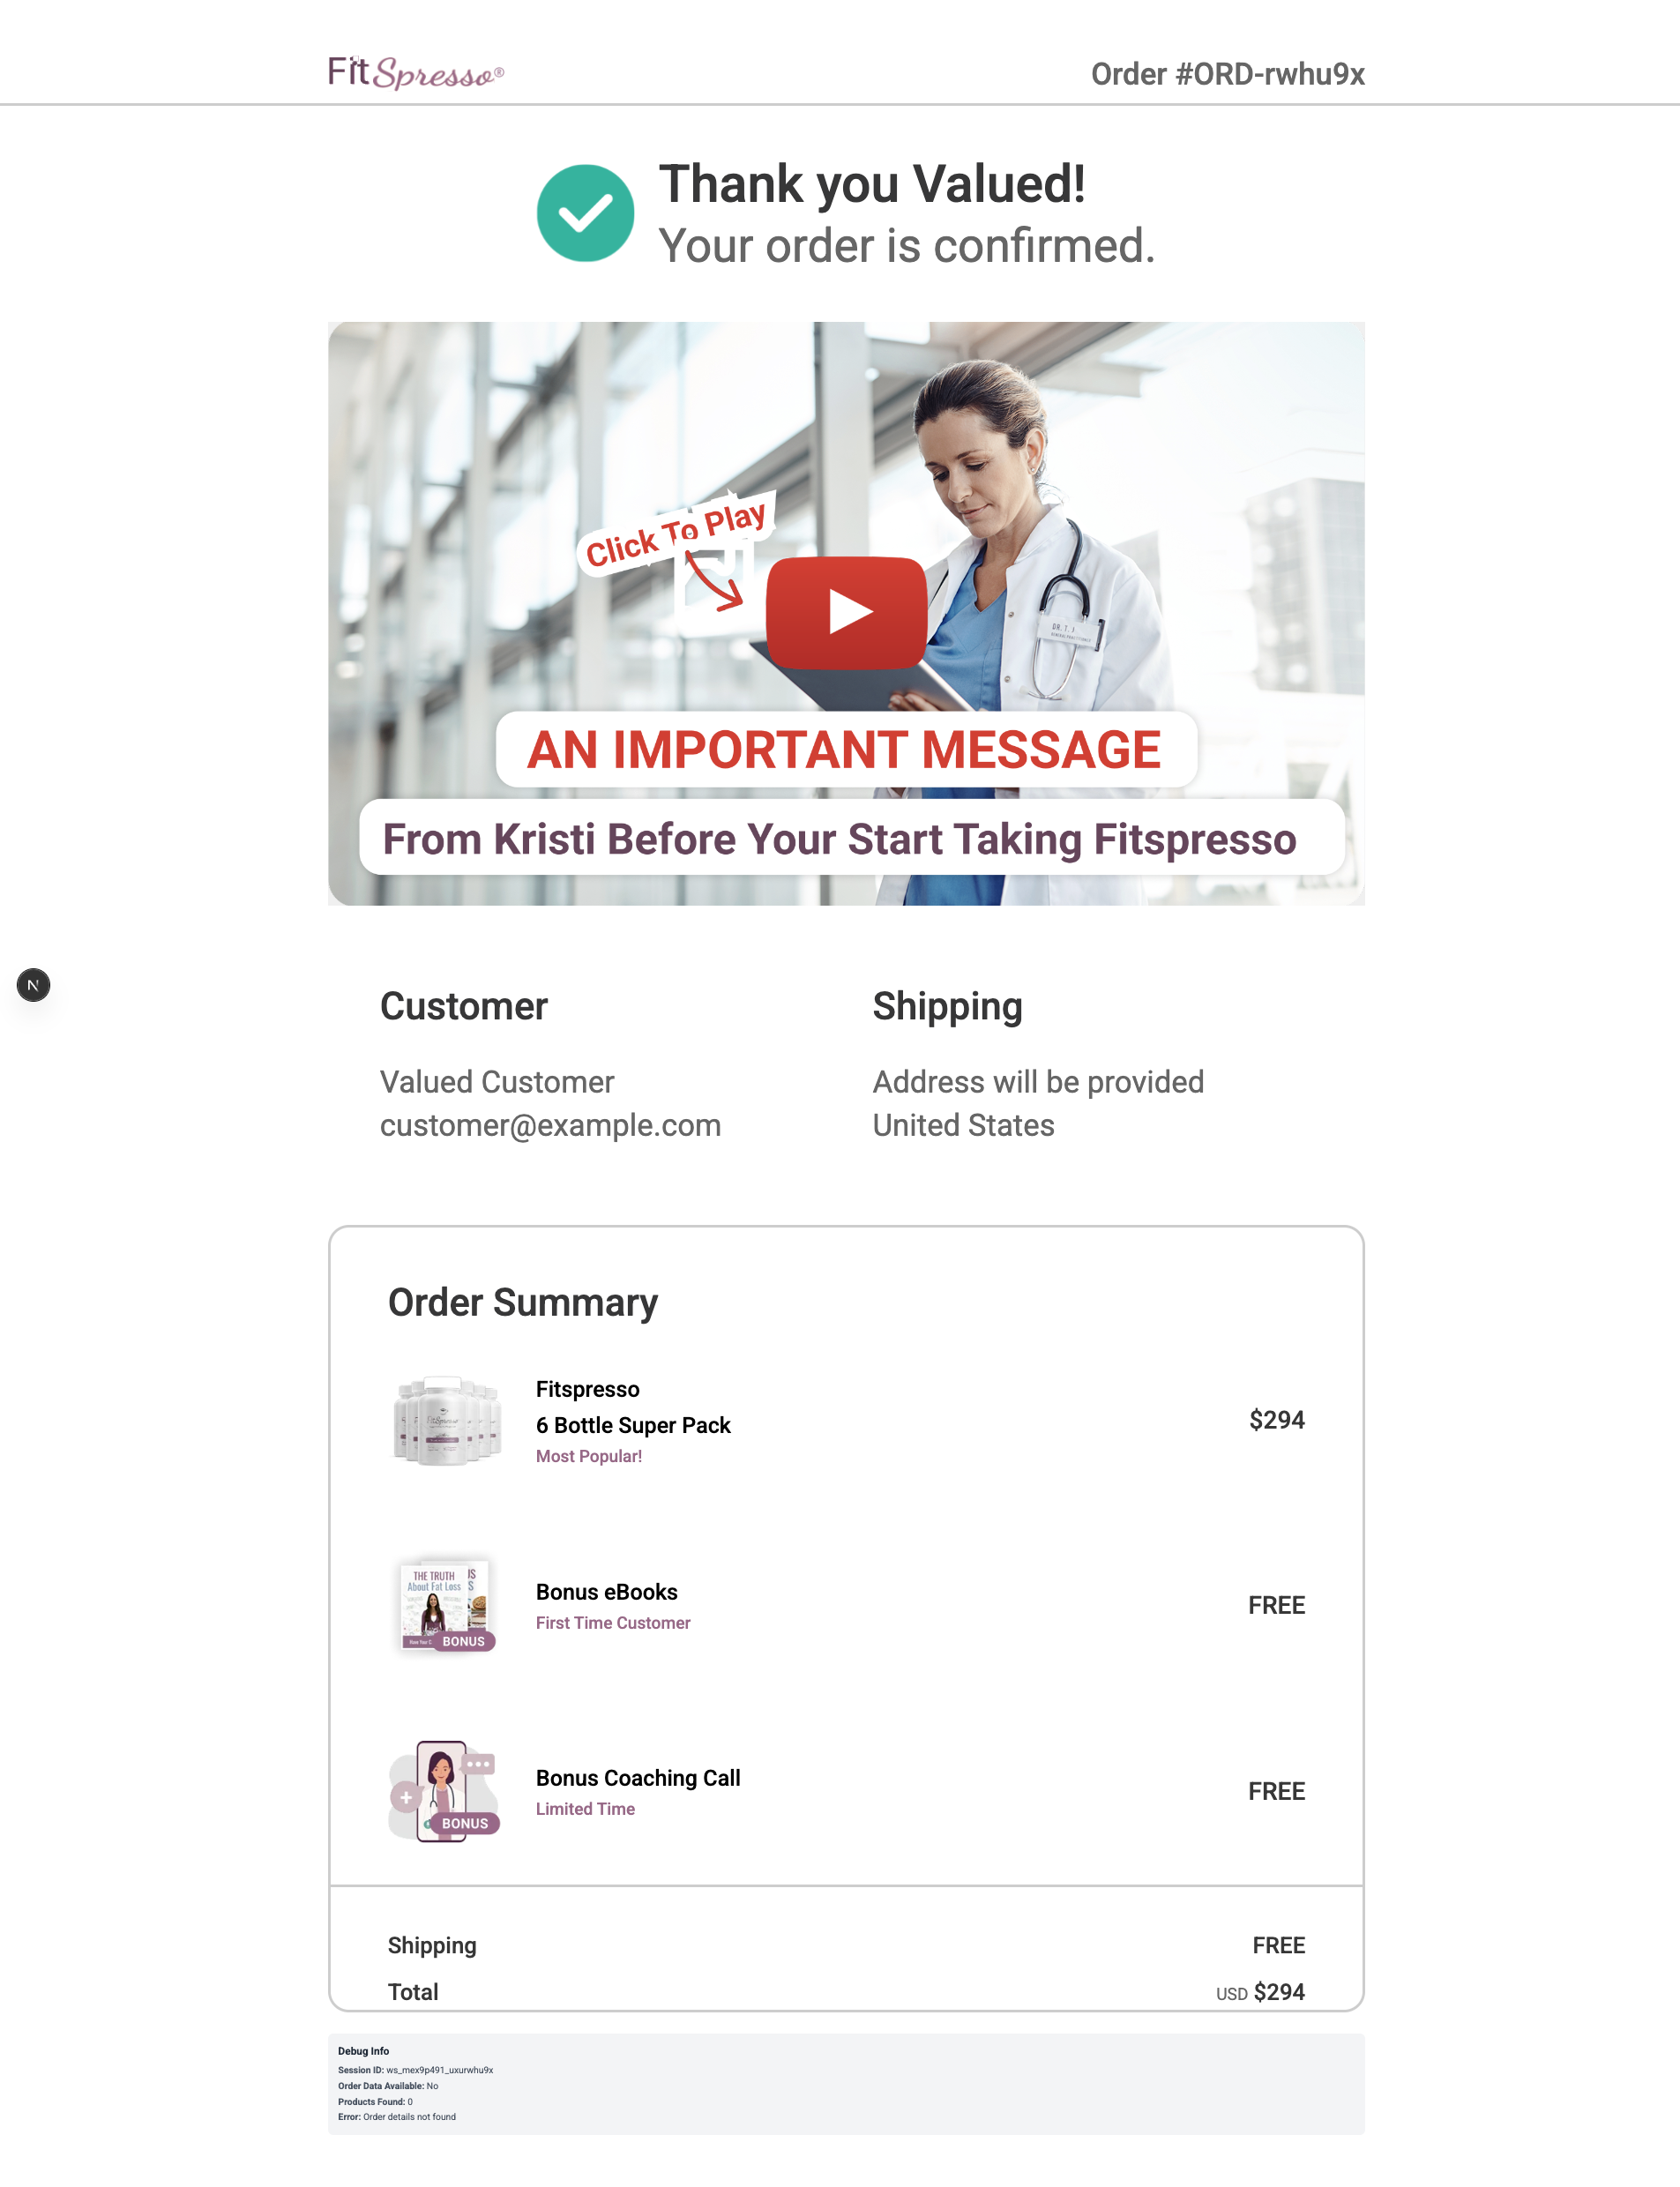 FitSpresso®
Order #ORD-rwhu9x
Thank you Valued!
Your order is confirmed.
Click To Play
DR. T.
AN IMPORTANT MESSAGE
From Kristi Before Your Start Taking Fitspresso
N
Customer
Valued Customer
customer@example.com
Shipping
Address will be provided
United States
Order Summary
FitSpresso
Fitspresso
6 Bottle Super Pack
Most Popular!
$294
THE TRUTH
About Fat Loss
BONUS
Bonus eBooks
First Time Customer
FREE
BONUS
Bonus Coaching Call
Limited Time
FREE
Shipping FREE
Total USD $294
Debug Info
Session ID: ws_mex9p491_uxurwhu9x
Order Data Available: No
Products Found: 0
Error: Order details not found